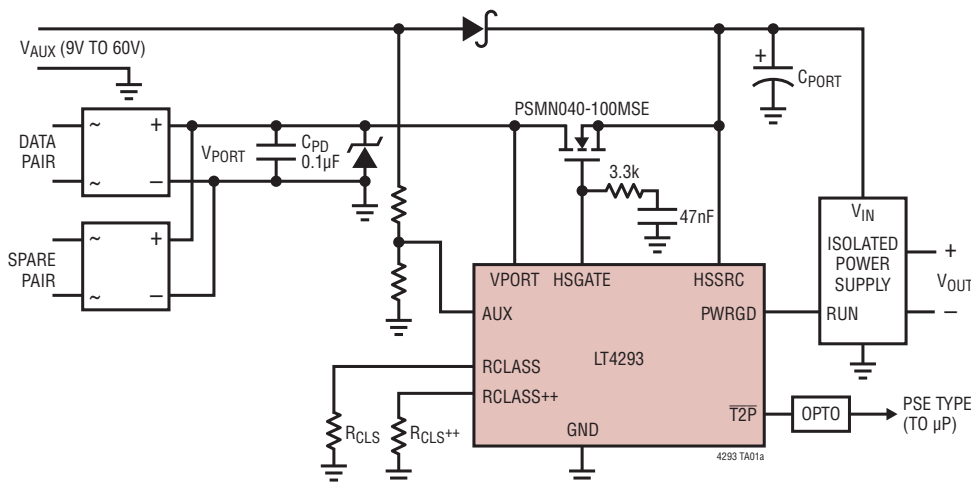 VAUX (9V TO 60V)
+
CPORT
PSMN040-100MSE
DATA
PAIR
~
+
~
−
VPORT
CPD
0.1µF
3.3k
47nF
SPARE
PAIR
~
+
~
−
VIN
ISOLATED
POWER
SUPPLY
RUN
+
VOUT
−
VPORT HSGATE HSSRC
AUX
PWRGD
LT4293
RCLASS
RCLASS++
T2P
GND
RCLS
RCLS++
OPTO
PSE TYPE
(TO µP)
4293 TA01a